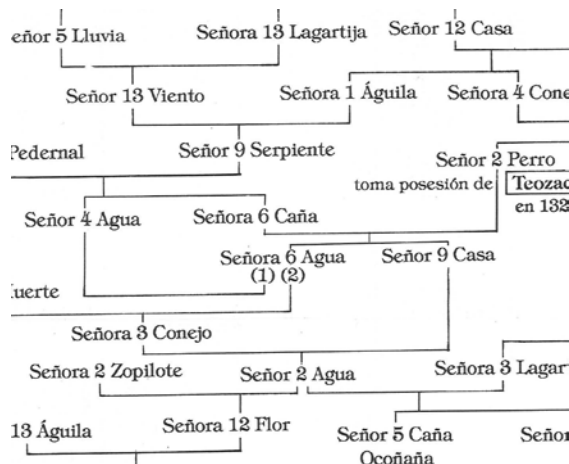 eñor 5 Lluvia
Señora 13 Lagartija
Señor 12 Casa
Señor 13 Viento
Señora 1 Águila
Señora 4 Cone
Pedernal
Señor 9 Serpiente
Señor 2 Perro
toma posesión de Teozac
en 132
Señor 4 Agua
Señora 6 Caña
Señora 6 Agua
(1) (2)
Señor 9 Casa
uerte
Señora 3 Conejo
Señora 2 Zopilote
Señor 2 Agua
Señora 3 Lagart
13 Águila
Señora 12 Flor
Señor 5 Caña
Ocoñaña
Señor